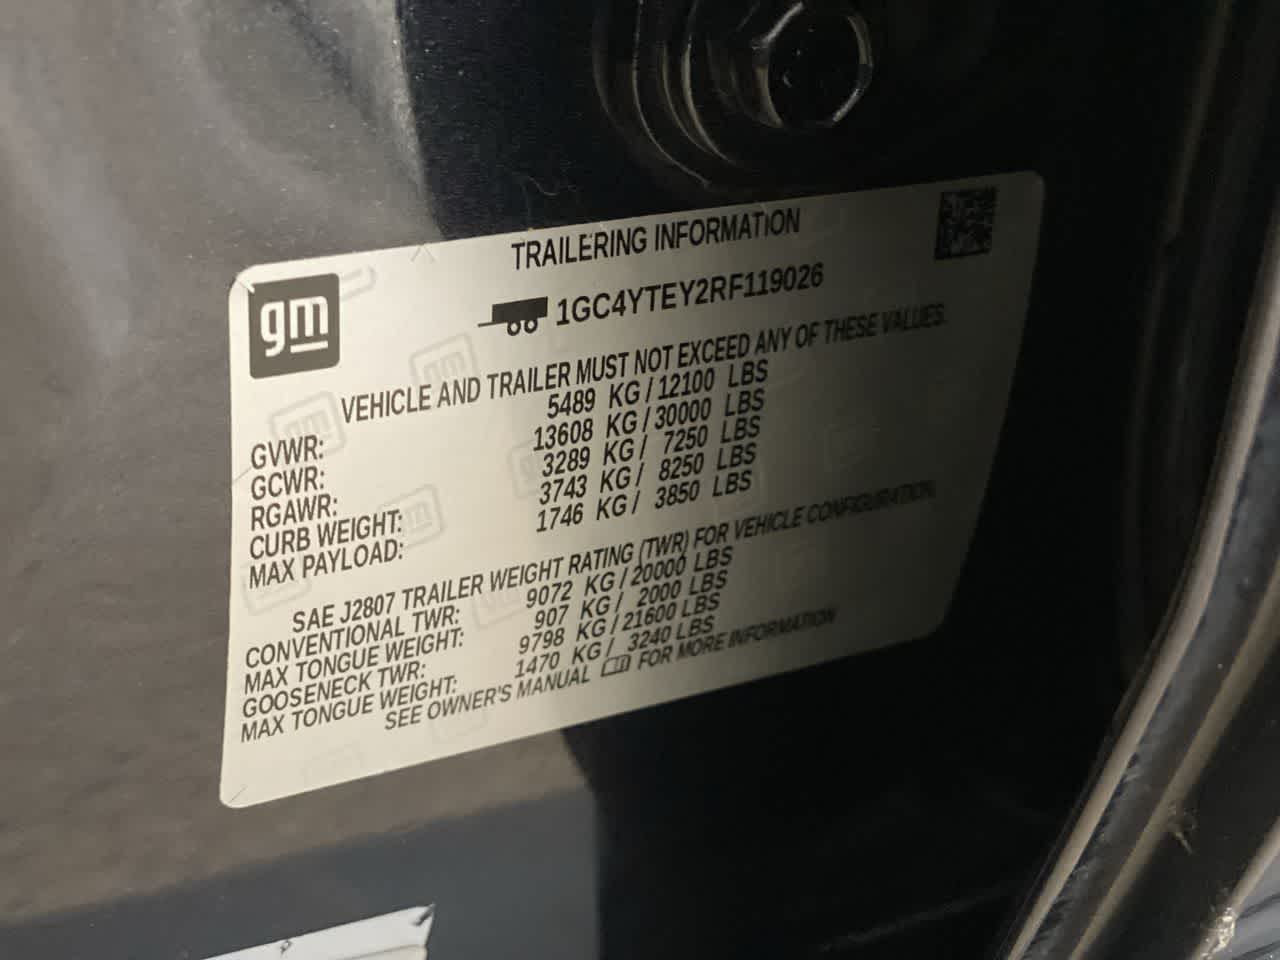 TRAILERING INFORMATION
gm
1GC4YTEY2RF119026
VEHICLE AND TRAILER MUST NOT EXCEED ANY OF THESE VALUES.
GVWR: 5489 KG/12100 LBS
GCWR: 13608 KG/30000 LBS
RGAWR: 3289 KG/ 7250 LBS
CURB WEIGHT: 3743 KG/ 8250 LBS
MAX PAYLOAD: 1746 KG/ 3850 LBS
SAE J2807 TRAILER WEIGHT RATING (TWR) FOR VEHICLE CONFIGURATION.
CONVENTIONAL TWR: 9072 KG/20000 LBS
MAX TONGUE WEIGHT: 907 KG/ 2000 LBS
GOOSENECK TWR: 9798 KG/21600 LBS
MAX TONGUE WEIGHT: 1470 KG/ 3240 LBS
SEE OWNER'S MANUAL FOR MORE INFORMATION